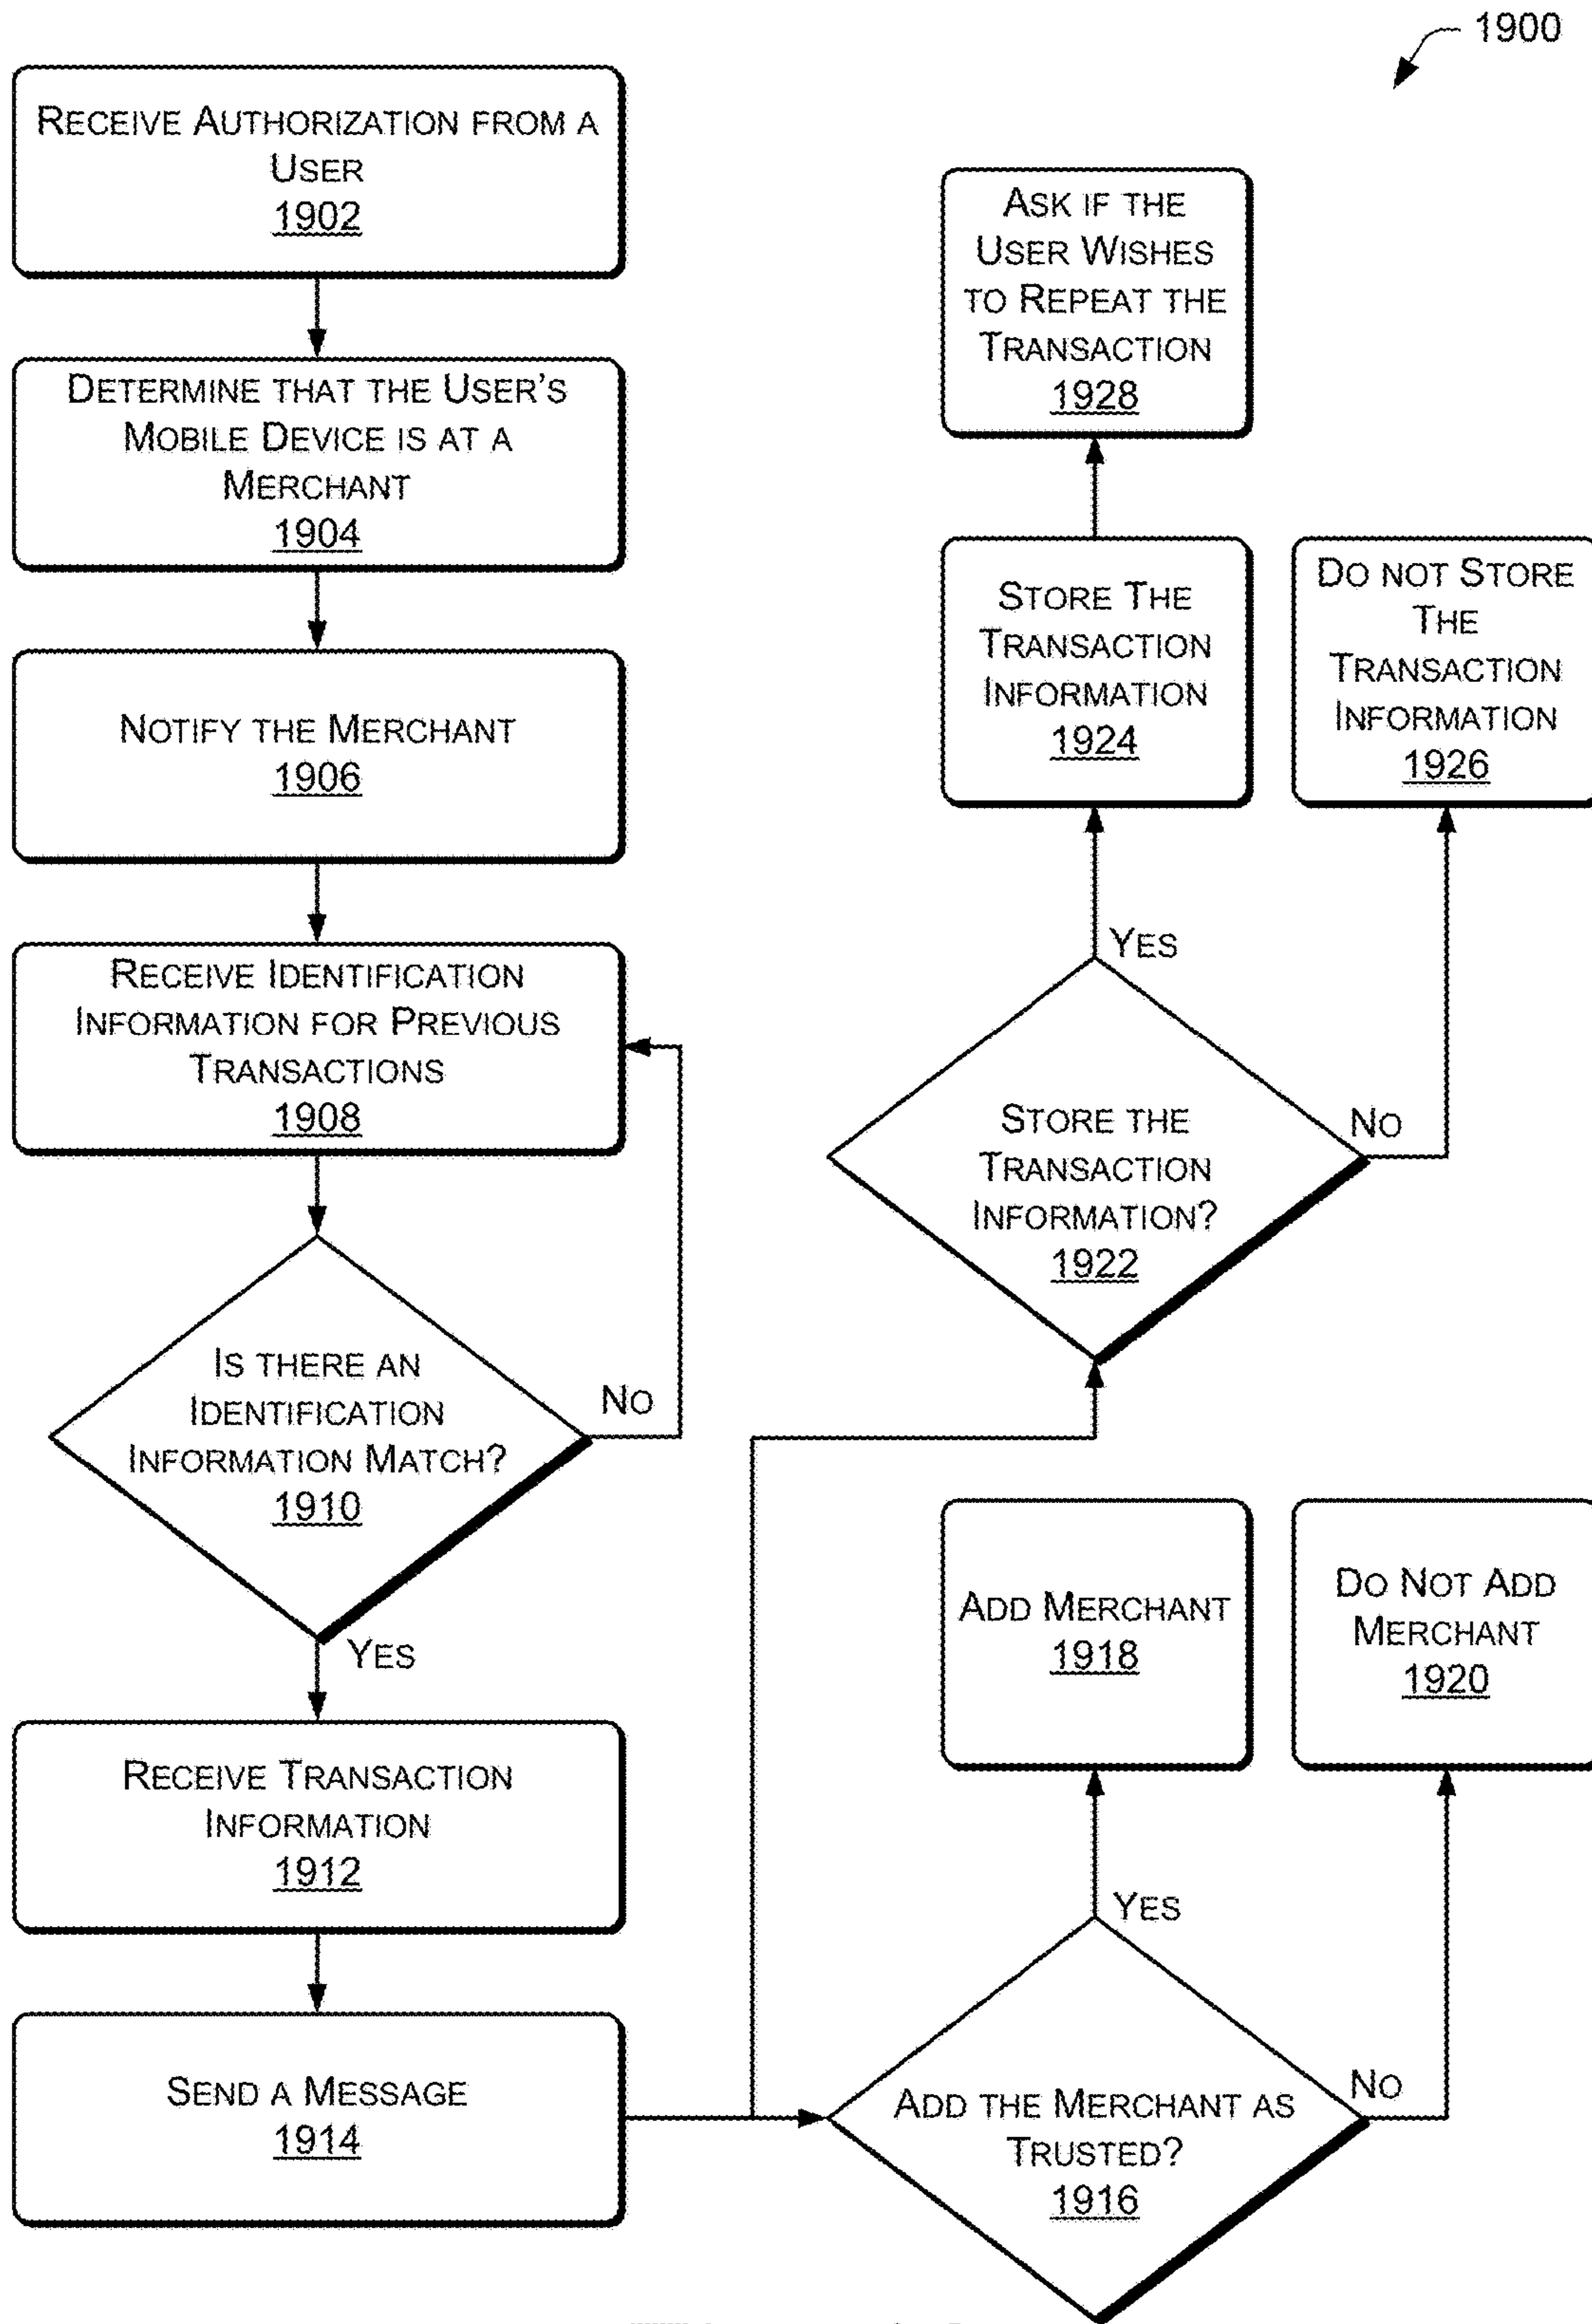 1900
RECEIVE AUTHORIZATION FROM A
USER
1902
DETERMINE THAT THE USER'S
MOBILE DEVICE IS AT A
MERCHANT
1904
NOTIFY THE MERCHANT
1906
RECEIVE IDENTIFICATION
INFORMATION FOR PREVIOUS
TRANSACTIONS
1908
IS THERE AN
IDENTIFICATION
INFORMATION MATCH?
1910
NO
YES
RECEIVE TRANSACTION
INFORMATION
1912
SEND A MESSAGE
1914
ASK IF THE
USER WISHES
TO REPEAT THE
TRANSACTION
1928
STORE THE
TRANSACTION
INFORMATION
1924
DO NOT STORE
THE
TRANSACTION
INFORMATION
1926
YES
NO
STORE THE
TRANSACTION
INFORMATION?
1922
ADD MERCHANT
1918
DO NOT ADD
MERCHANT
1920
YES
NO
ADD THE MERCHANT AS
TRUSTED?
1916